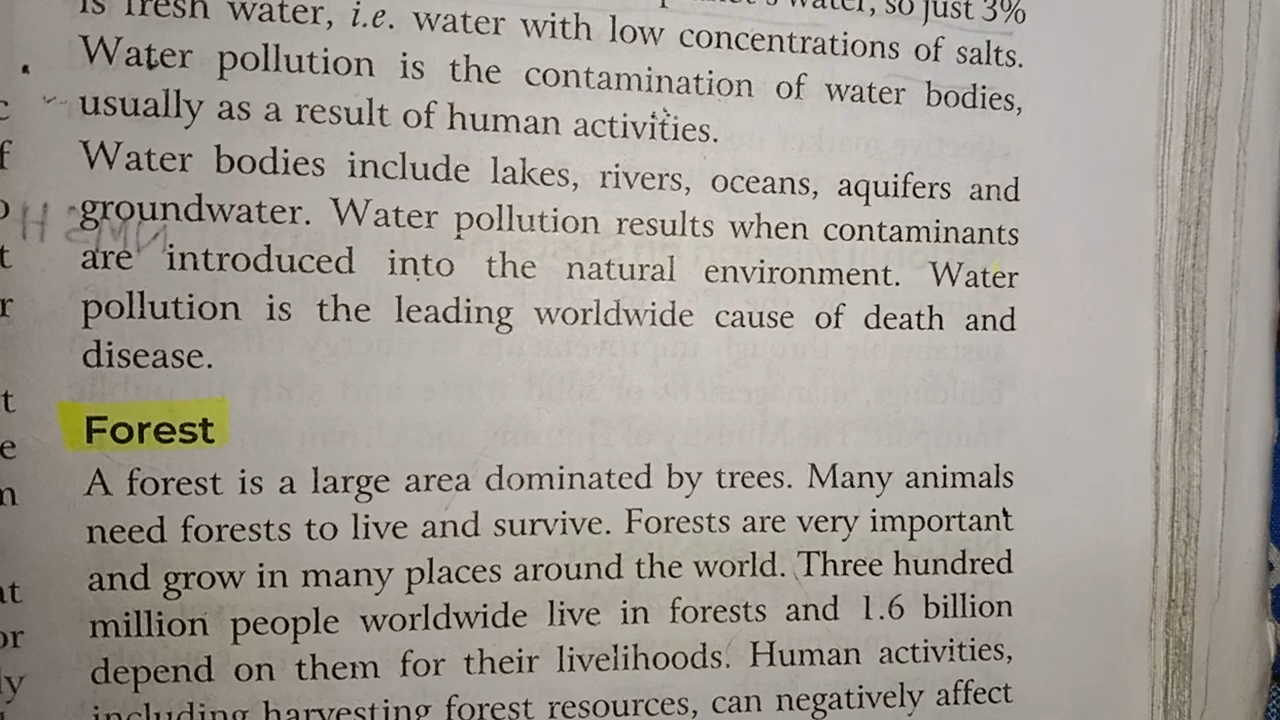 is fresh water, i.e. water with low concentrations of salts. water, so just 3%
Water pollution is the contamination of water bodies,
usually as a result of human activities.
Water bodies include lakes, rivers, oceans, aquifers and
groundwater. Water pollution results when contaminants
are introduced into the natural environment. Water
pollution is the leading worldwide cause of death and
disease.
Forest
A forest is a large area dominated by trees. Many animals
need forests to live and survive. Forests are very important
and grow in many places around the world. Three hundred
million people worldwide live in forests and 1.6 billion
depend on them for their livelihoods. Human activities,
including harvesting forest resources, can negatively affect